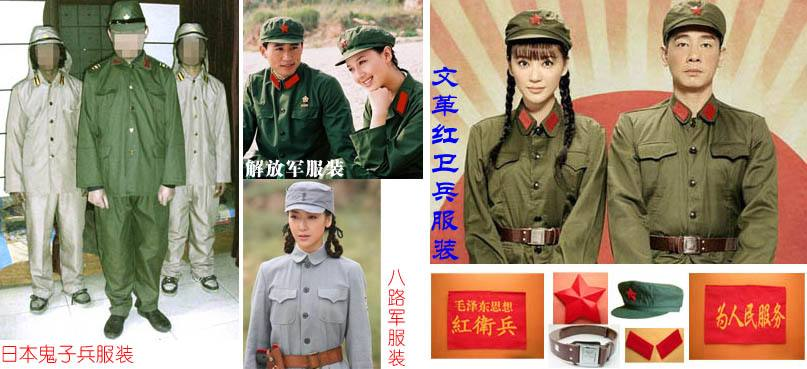 日本鬼子兵服装
解放军服装
八路军服装
文革红卫兵服装
毛泽东思想
紅衛兵
为人民服务